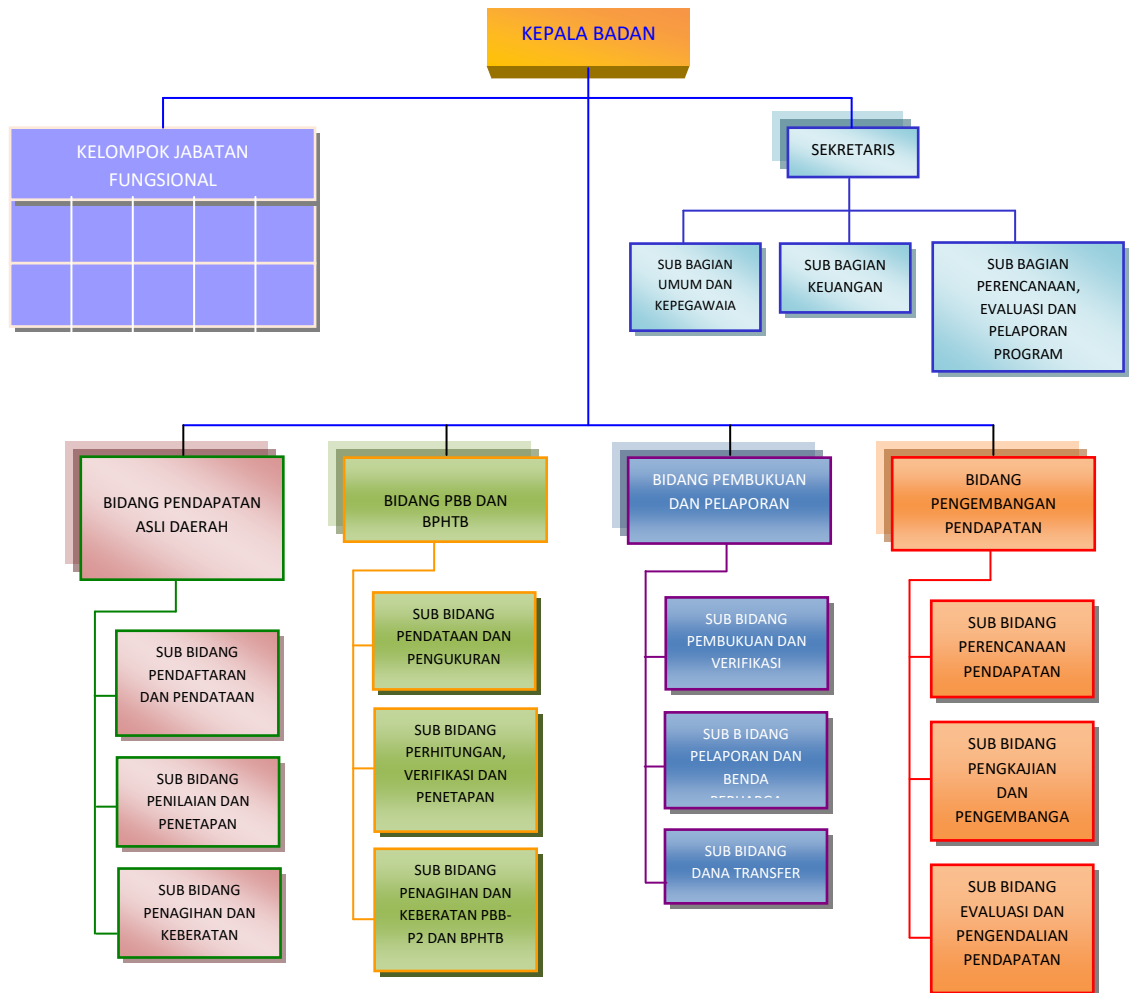 KEPALA BADAN
KELOMPOK JABATAN
FUNGSIONAL
SEKRETARIS
SUB BAGIAN
UMUM DAN
KEPEGAWAIA
SUB BAGIAN
KEUANGAN
SUB BAGIAN
PERENCANAAN,
EVALUASI DAN
PELAPORAN
PROGRAM
BIDANG PENDAPATAN
ASLI DAERAH
SUB BIDANG
PENDAFTARAN
DAN PENDATAAN
SUB BIDANG
PENILAIAN DAN
PENETAPAN
SUB BIDANG
PENAGIHAN DAN
KEBERATAN
BIDANG PBB DAN
BPHTB
SUB BIDANG
PENDATAAN DAN
PENGUKURAN
SUB BIDANG
PERHITUNGAN,
VERIFIKASI DAN
PENETAPAN
SUB BIDANG
PENAGIHAN DAN
KEBERATAN PBB-
P2 DAN BPHTB
BIDANG PEMBUKUAN
DAN PELAPORAN
SUB BIDANG
PEMBUKUAN DAN
VERIFIKASI
SUB B IDANG
PELAPORAN DAN
BENDA
SUB BIDANG
DANA TRANSFER
BIDANG
PENGEMBANGAN
PENDAPATAN
SUB BIDANG
PERENCANAAN
PENDAPATAN
SUB BIDANG
PENGKAJIAN
DAN
PENGEMBANGA
SUB BIDANG
EVALUASI DAN
PENGENDALIAN
PENDAPATAN